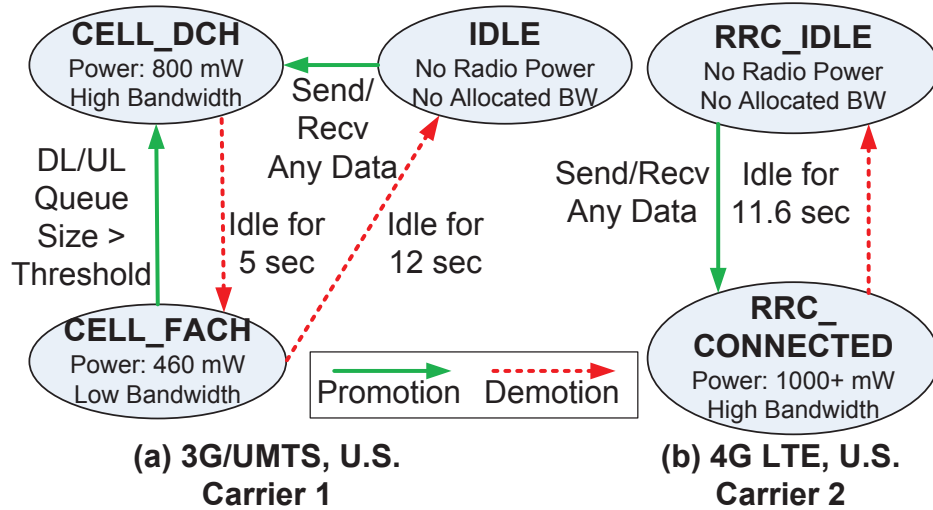 CELL_DCH
Power: 800 mW
High Bandwidth
IDLE
No Radio Power
No Allocated BW
Send/
Recv
Any Data
DL/UL
Queue
Size >
Threshold
Idle for
5 sec
Idle for
12 sec
CELL_FACH
Power: 460 mW
Low Bandwidth
RRC_IDLE
No Radio Power
No Allocated BW
Send/Recv
Any Data
Idle for
11.6 sec
RRC_
CONNECTED
Power: 1000+ mW
High Bandwidth
Promotion
Demotion
(a) 3G/UMTS, U.S.
Carrier 1
(b) 4G LTE, U.S.
Carrier 2